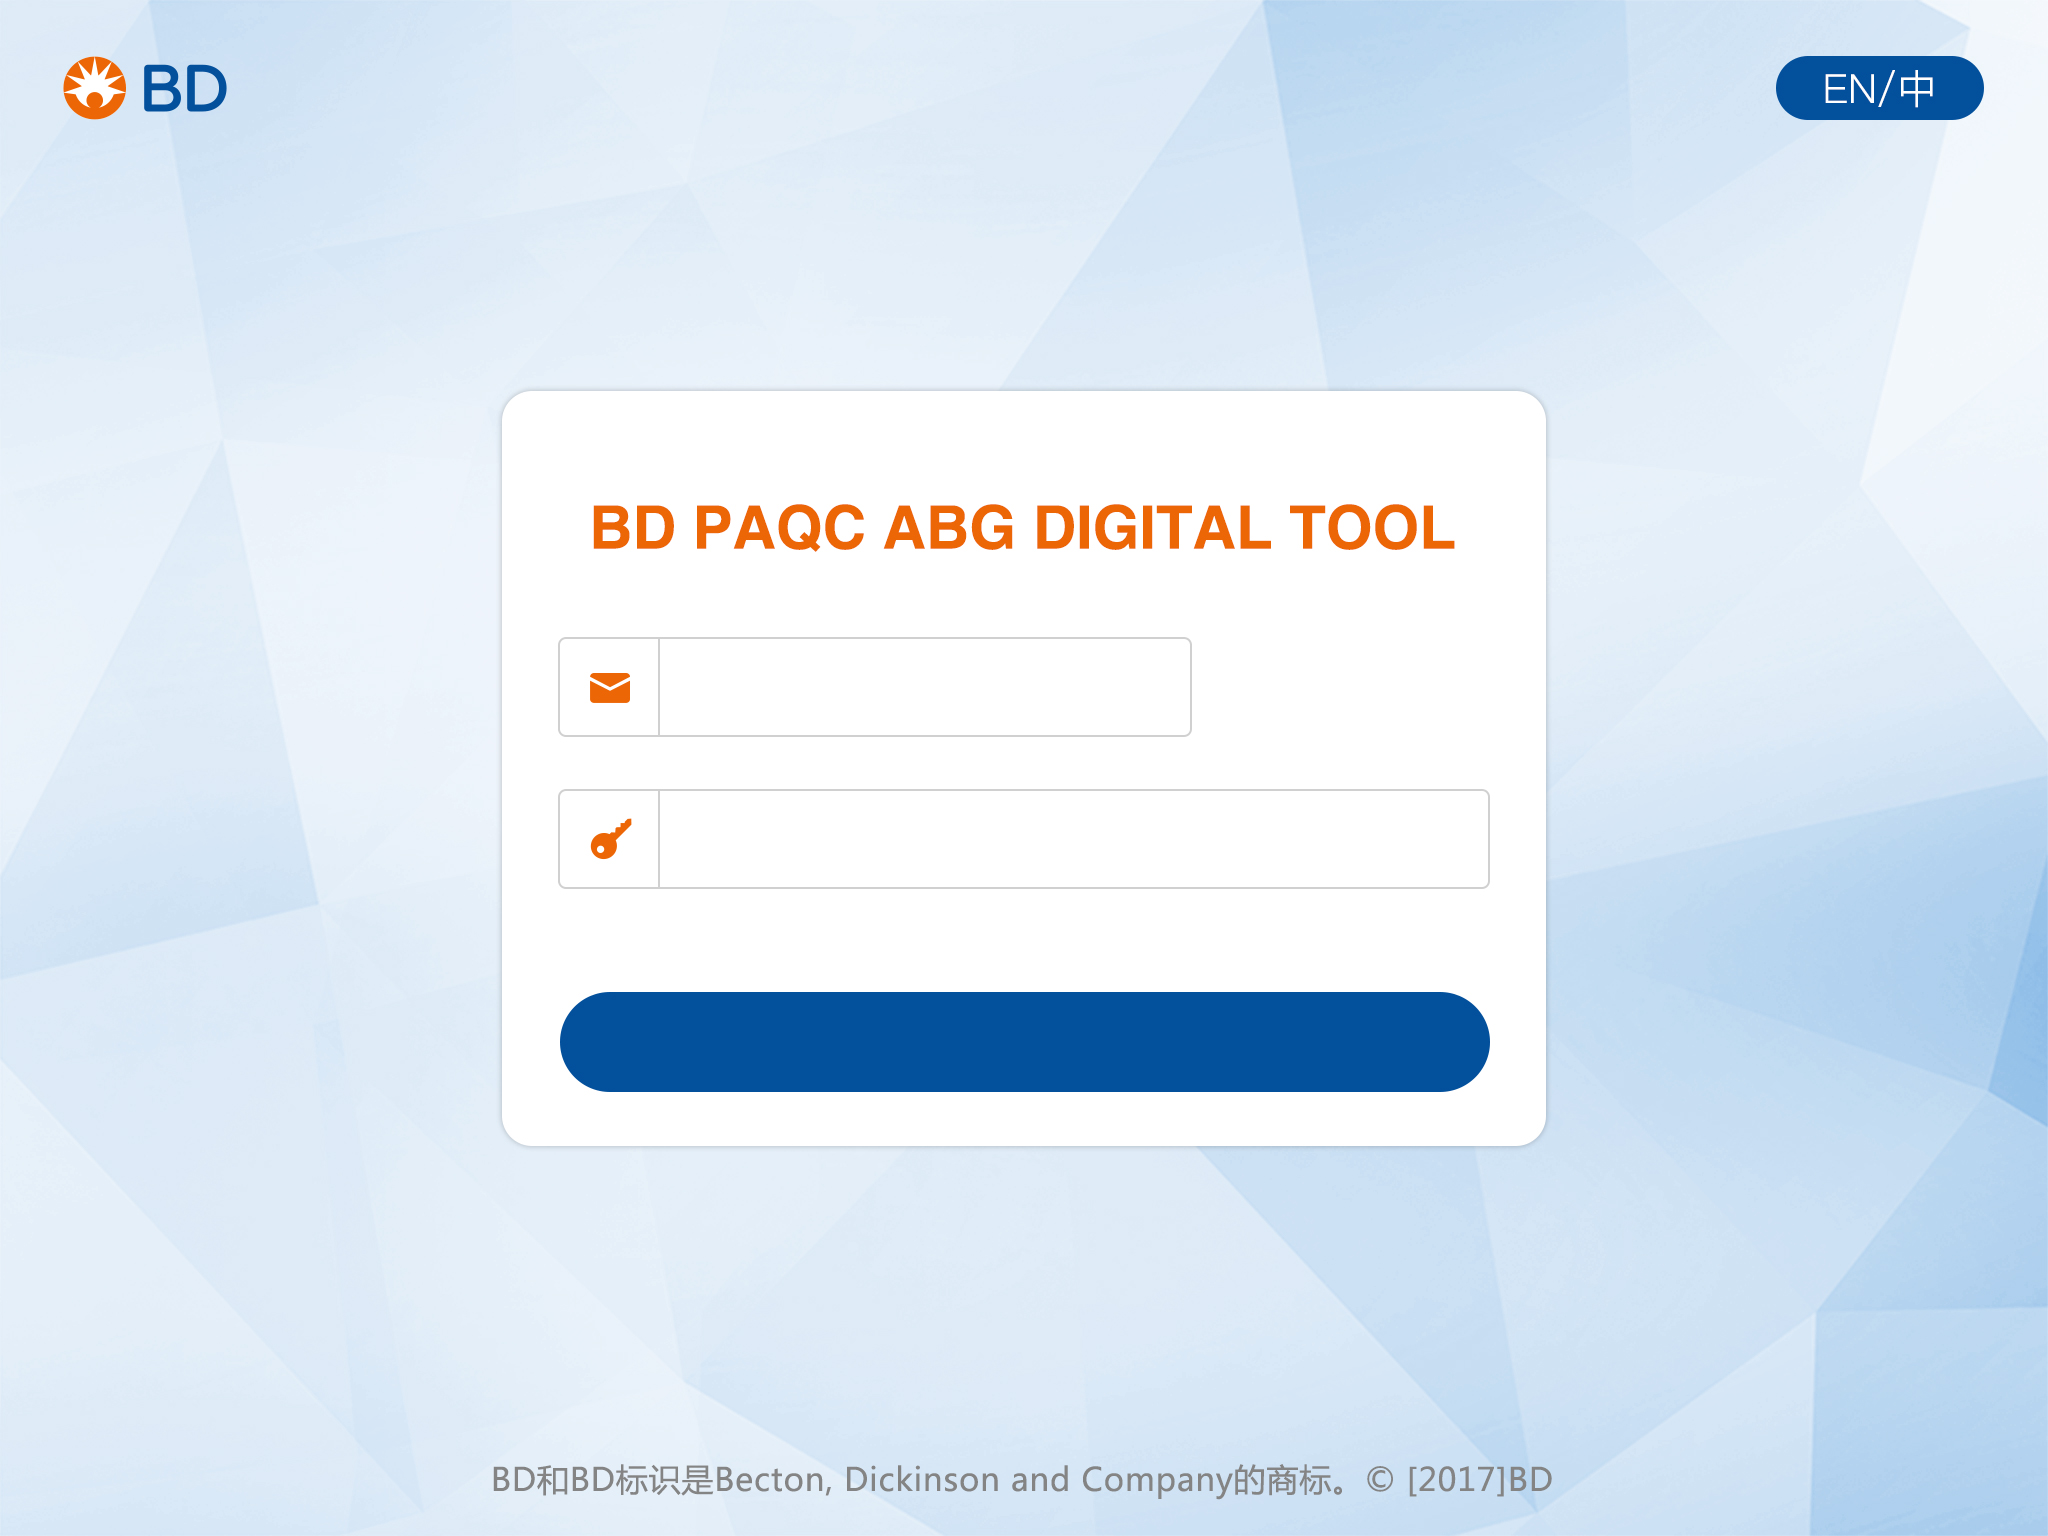 BD
EN/中
BD PAQC ABG DIGITAL TOOL
BD和BD标识是Becton, Dickinson and Company的商标。© [2017]BD